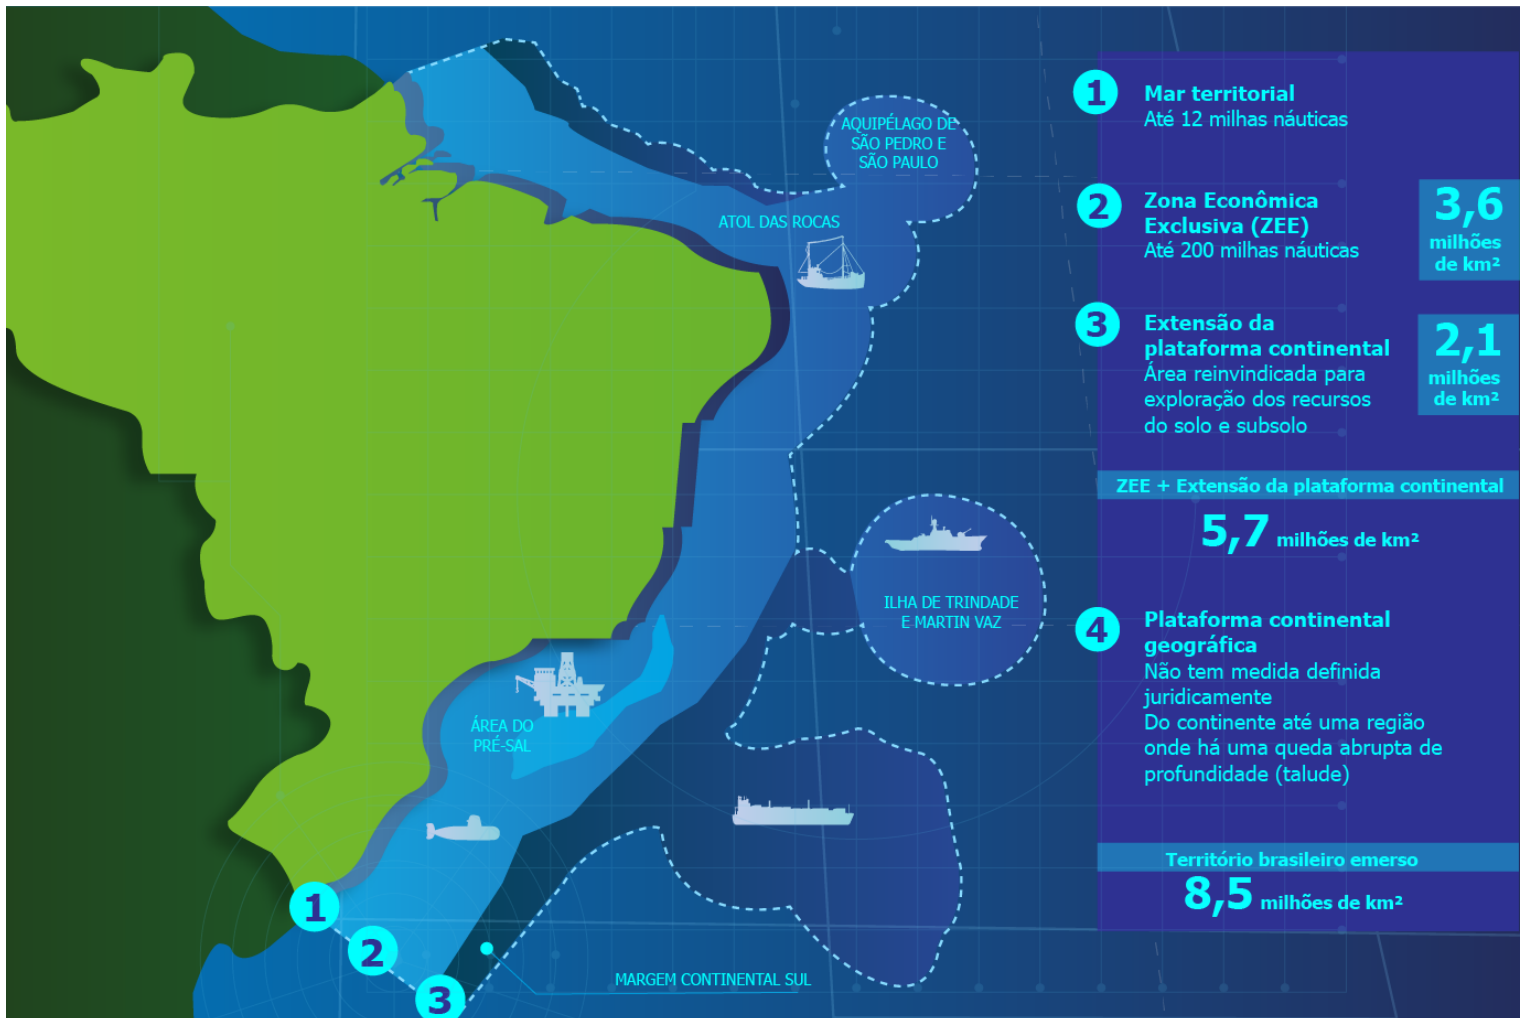 AQUIPÉLAGO DE
SÃO PEDRO E
SÃO PAULO
ATOL DAS ROCAS
ILHA DE TRINDADE
E MARTIN VAZ
ÁREA DO
PRÉ-SAL
MARGEM CONTINENTAL SUL
1
2
3
1
Mar territorial
Até 12 milhas náuticas
2
Zona Econômica
Exclusiva (ZEE)
Até 200 milhas náuticas
3,6
milhões
de km²
3
Extensão da
plataforma continental
Área reinvindicada para
exploração dos recursos
do solo e subsolo
2,1
milhões
de km²
ZEE + Extensão da plataforma continental
5,7 milhões de km²
4
Plataforma continental
geográfica
Não tem medida definida
juridicamente
Do continente até uma região
onde há uma queda abrupta de
profundidade (talude)
Território brasileiro emerso
8,5 milhões de km²